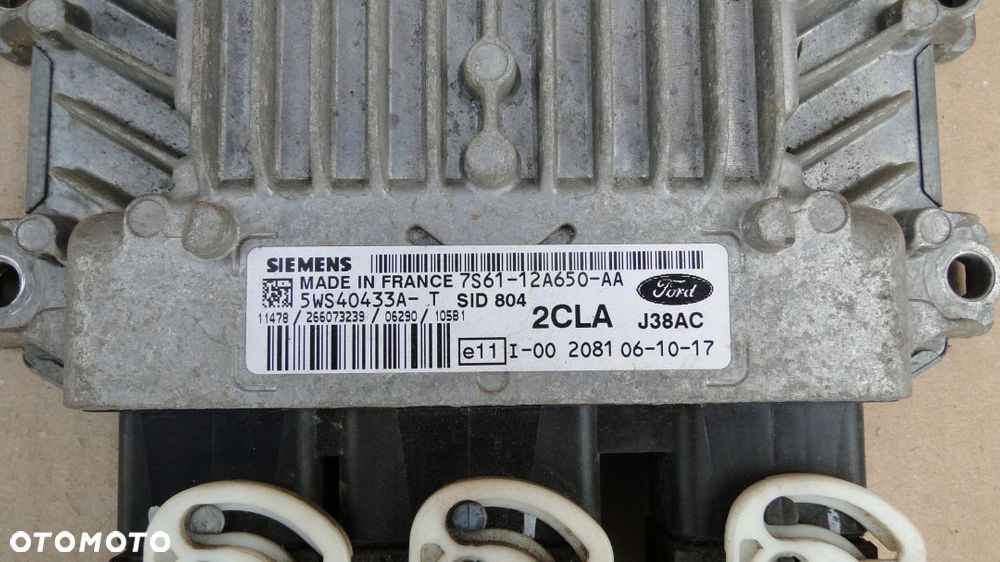 SIEMENS
MADE IN FRANCE 7S61-12A650-AA
5WS40433A- T SID 804
Ford
11478 / 266073239 / 06290 / 105B1
2CLA J38AC
e11 I-00 2081 06-10-17
OTOMOTO